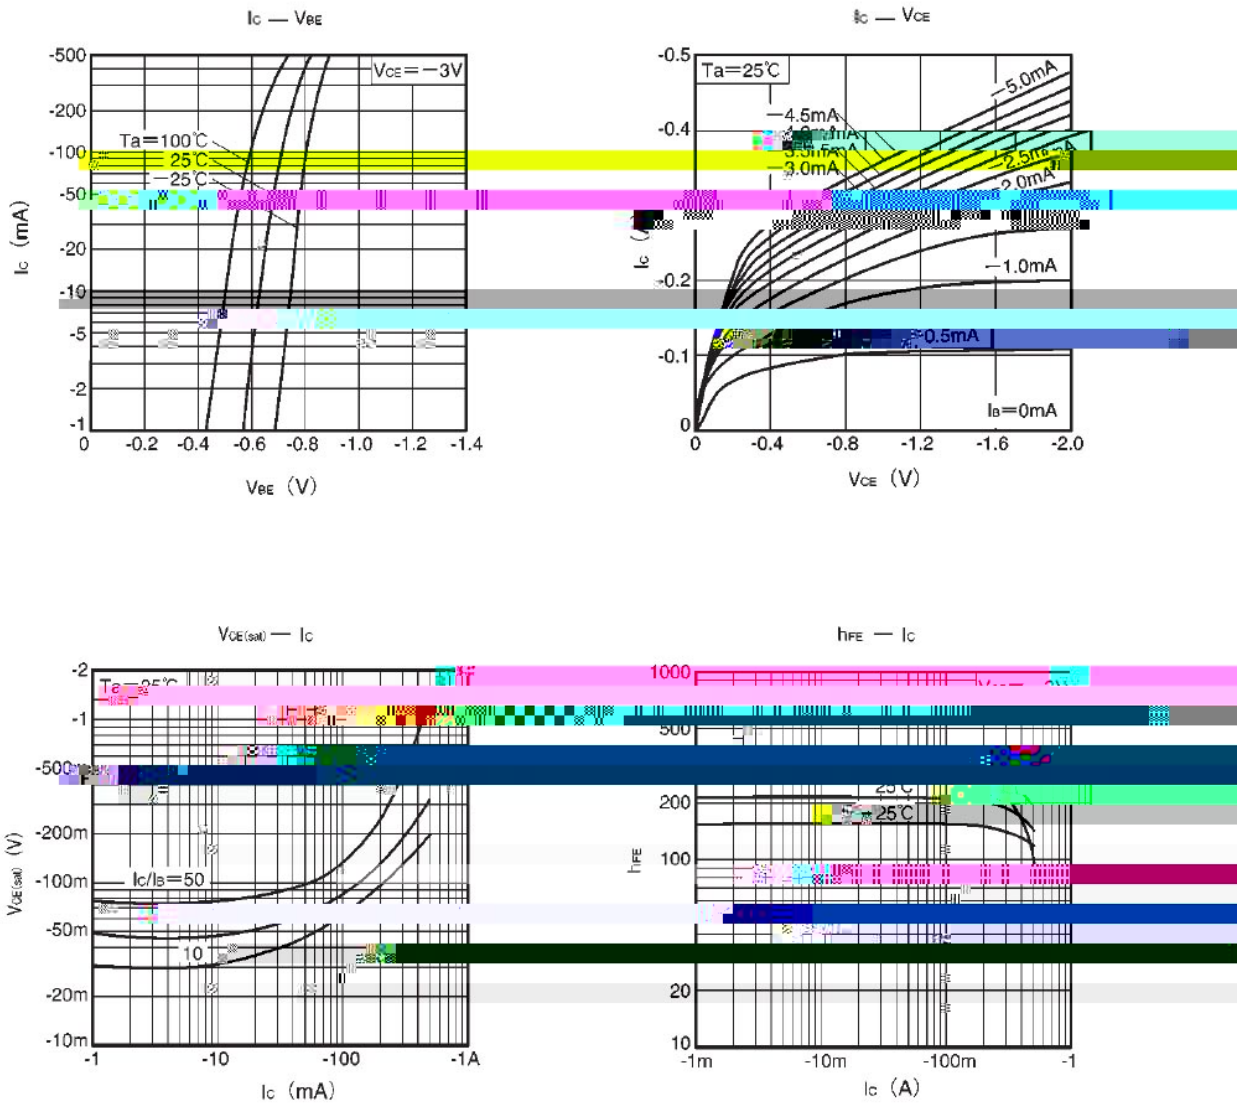 Ic — VBE
-500
-200
-100
-50
-20
-10
-5
-2
-1
VCE=−3V
Ta=100℃
25℃
−25℃
Ic (mA)
0 -0.2 -0.4 -0.6 -0.8 -1.0 -1.2 -1.4
VBE (V)
Ic — VCE
-0.5
-0.4
-0.2
-0.1
0
Ta=25℃
−5.0mA
−4.5mA
−3.0mA
−1.0mA
0.5mA
IB=0mA
Ic
0 -0.4 -0.8 -1.2 -1.6 -2.0
VCE (V)
VCE(sat) — Ic
-2
-1
-500m
-200m
-100m
-50m
-20m
-10m
Ta=25℃
Ic/IB=50
10
VCE(sat) (V)
-1 -10 -100 -1A
Ic (mA)
hFE — Ic
1000
500
200
100
20
10
25℃
25℃
hFE
-1m -10m -100m -1
Ic (A)